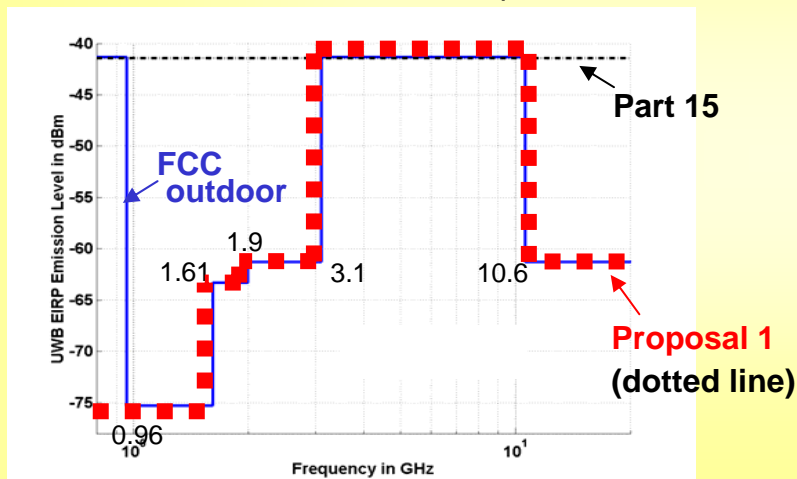 -40
-45
-50
-55
-60
-65
-70
-75
UWB EIRP Emission Level in dBm
Part 15
FCC
outdoor
1.9
1.61
3.1
10.6
Proposal 1
(dotted line)
0.96
10^0
10^1
Frequency in GHz